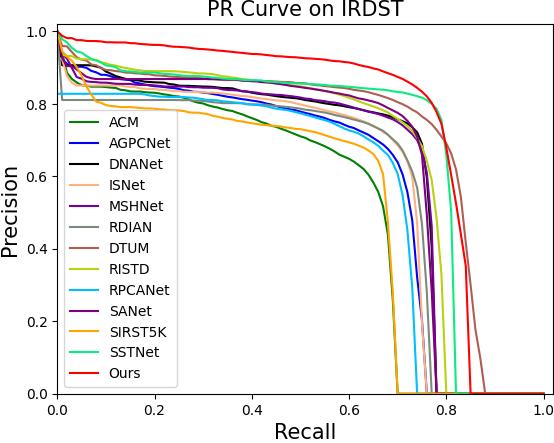 PR Curve on IRDST
1.0
0.8
0.6
0.4
0.2
0.0
Precision
ACM
AGPCNet
DNANet
ISNet
MSHNet
RDIAN
DTUM
RISTD
RPCANet
SANet
SIRST5K
SSTNet
Ours
0.0 0.2 0.4 0.6 0.8 1.0
Recall